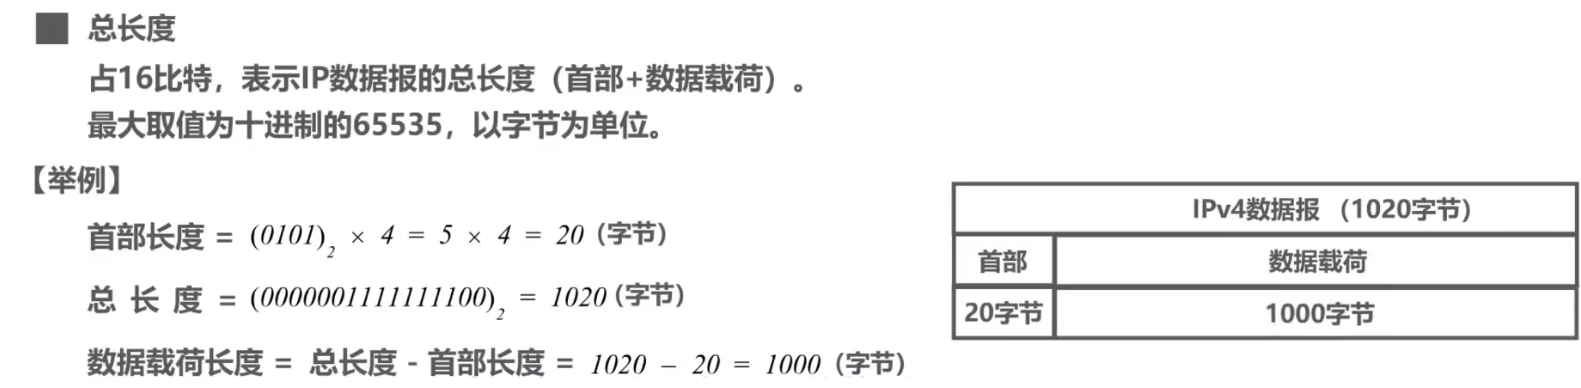 总长度
占16比特，表示IP数据报的总长度（首部+数据载荷）。
最大取值为十进制的65535，以字节为单位。
【举例】
首部长度 = (0101)₂ × 4 = 5 × 4 = 20（字节）
总 长 度 = (0000001111111100)₂ = 1020（字节）
数据载荷长度 = 总长度 - 首部长度 = 1020 – 20 = 1000（字节）
IPv4数据报 （1020字节）
首部 数据载荷
20字节 1000字节